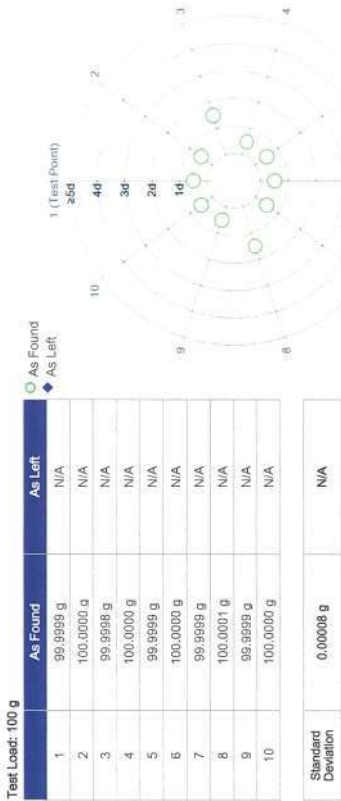 Test Load: 100 g
As Found As Left
1 99.9999 g N/A
2 100.0000 g N/A
3 99.9998 g N/A
4 100.0000 g N/A
5 99.9999 g N/A
6 100.0000 g N/A
7 99.9999 g N/A
8 100.0001 g N/A
9 99.9999 g N/A
10 100.0000 g N/A
Standard
Deviation 0.00008 g N/A
As Found
As Left
1 (Test Point)
≥5d
4d
3d
2d
1d
2
3
4
8
9
10